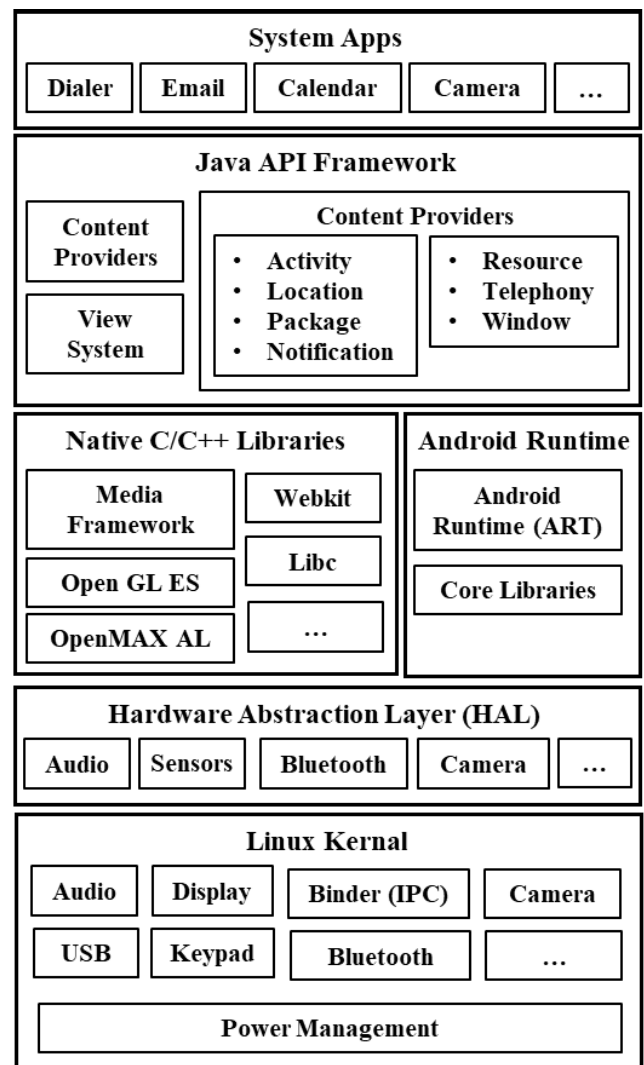 System Apps
Dialer
Email
Calendar
Camera
…
Java API Framework
Content
Providers
View
System
Content Providers
• Activity
• Location
• Package
• Notification
• Resource
• Telephony
• Window
Native C/C++ Libraries
Media
Framework
Open GL ES
OpenMAX AL
Webkit
Libc
…
Android Runtime
Android
Runtime (ART)
Core Libraries
Hardware Abstraction Layer (HAL)
Audio
Sensors
Bluetooth
Camera
…
Linux Kernal
Audio
Display
Binder (IPC)
Camera
USB
Keypad
Bluetooth
…
Power Management